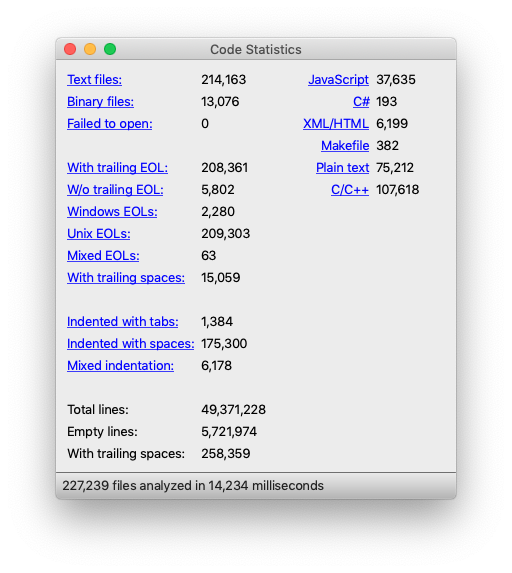 Code Statistics
Text files: 214,163 JavaScript 37,635
Binary files: 13,076 C# 193
Failed to open: 0 XML/HTML 6,199
Makefile 382
With trailing EOL: 208,361 Plain text 75,212
W/o trailing EOL: 5,802 C/C++ 107,618
Windows EOLs: 2,280
Unix EOLs: 209,303
Mixed EOLs: 63
With trailing spaces: 15,059
Indented with tabs: 1,384
Indented with spaces: 175,300
Mixed indentation: 6,178
Total lines: 49,371,228
Empty lines: 5,721,974
With trailing spaces: 258,359
227,239 files analyzed in 14,234 milliseconds